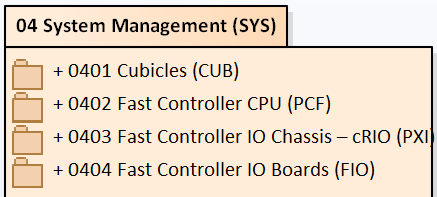 04 System Management (SYS)
+ 0401 Cubicles (CUB)
+ 0402 Fast Controller CPU (PCF)
+ 0403 Fast Controller IO Chassis – cRIO (PXI)
+ 0404 Fast Controller IO Boards (FIO)